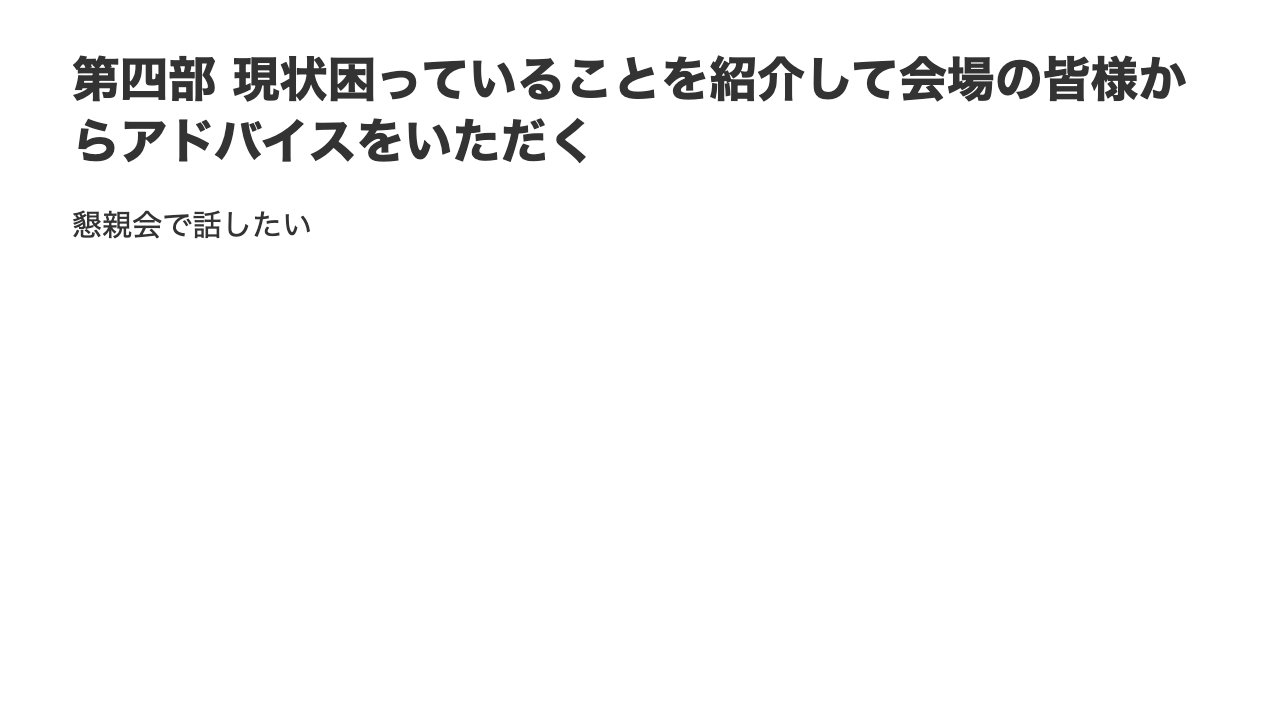 第四部 現状困っていることを紹介して会場の皆様か
らアドバイスをいただく
懇親会で話したい